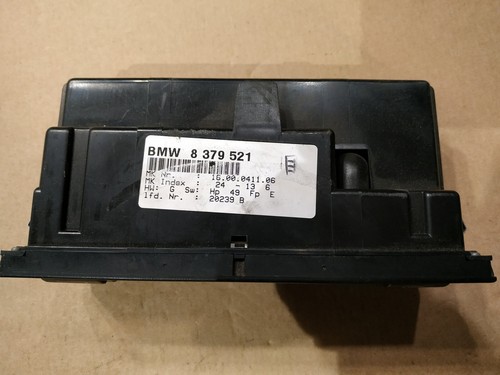 BMW 8 379 521
MK Nr. : 16.00.0411.06
MK Index : 24 - 13 6
HW: G Sw: Hp 49 Fp E
lfd. Nr. : 20239 B